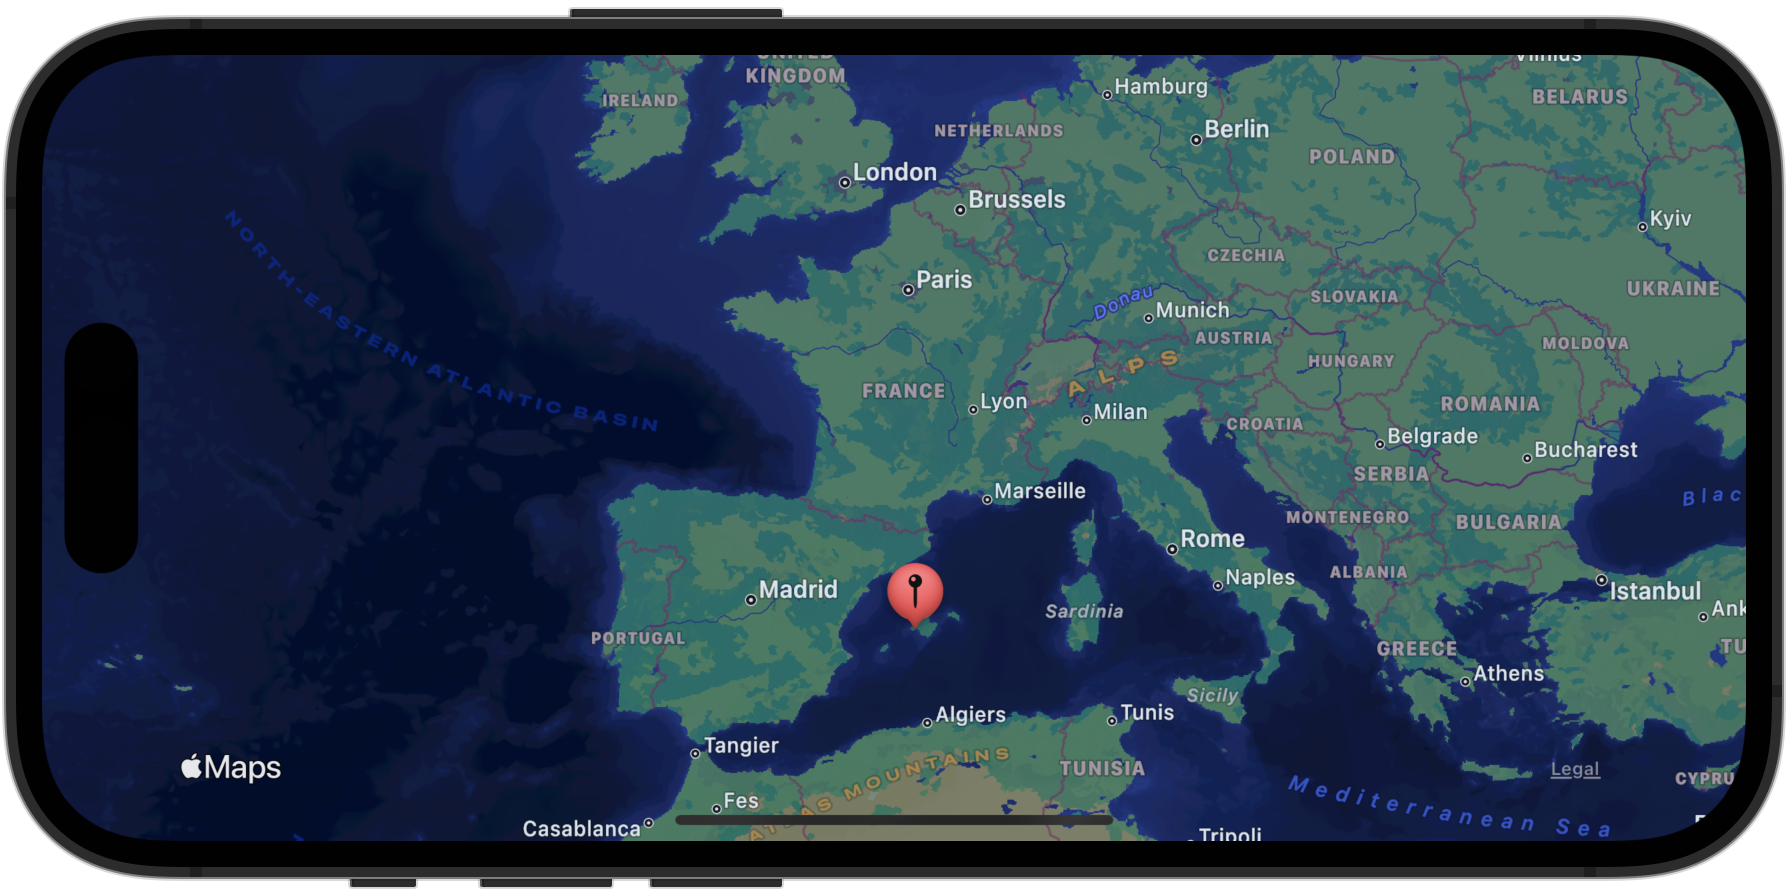 UNITED
KINGDOM
IRELAND
Hamburg
Vilnius
BELARUS
NETHERLANDS
Berlin
POLAND
London
Brussels
Kyiv
NORTH-EASTERN ATLANTIC BASIN
CZECHIA
Paris
Donau
SLOVAKIA
UKRAINE
Munich
AUSTRIA
MOLDOVA
HUNGARY
ALPS
FRANCE
Lyon
Milan
ROMANIA
CROATIA
Belgrade
Bucharest
SERBIA
Marseille
Blac
MONTENEGRO
BULGARIA
Rome
Naples
ALBANIA
Madrid
Istanbul
Sardinia
Ank
PORTUGAL
GREECE
TU
Athens
Sicily
Algiers
Tunis
Tangier
ATLAS MOUNTAINS
TUNISIA
Maps
Legal
CYPRU
Mediterranean Sea
Fes
Casablanca
Tripoli